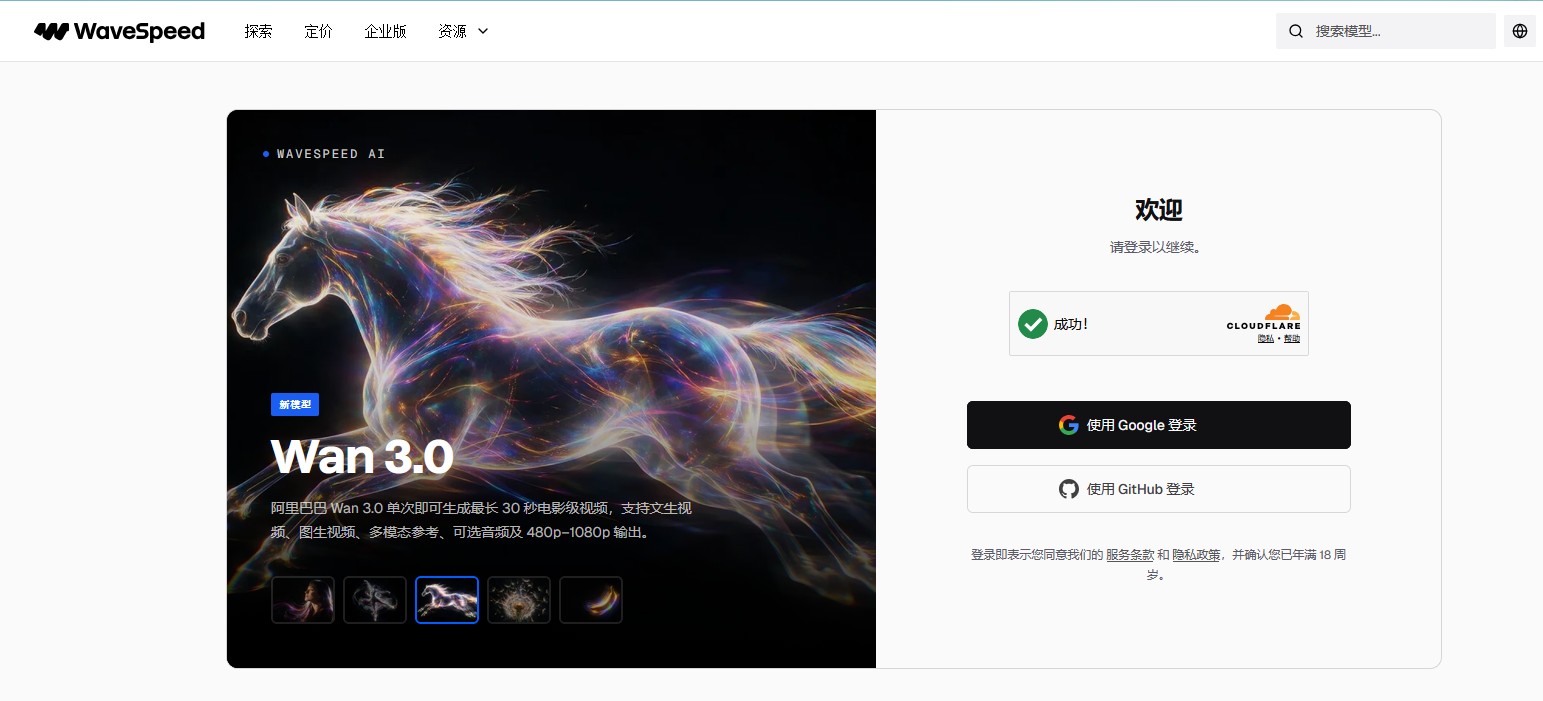 WaveSpeed
探索
定价
企业版
资源
搜索模型...
WAVESPEED AI
新模型
Wan 3.0
阿里巴巴 Wan 3.0 单次即可生成最长 30 秒电影级视频，支持文生视
频、图生视频、多模态参考、可选音频及 480p–1080p 输出。
欢迎
请登录以继续。
成功！
CLOUDFLARE
隐私 • 帮助
使用 Google 登录
使用 GitHub 登录
登录即表示您同意我们的 服务条款 和 隐私政策，并确认您已年满 18 周
岁。